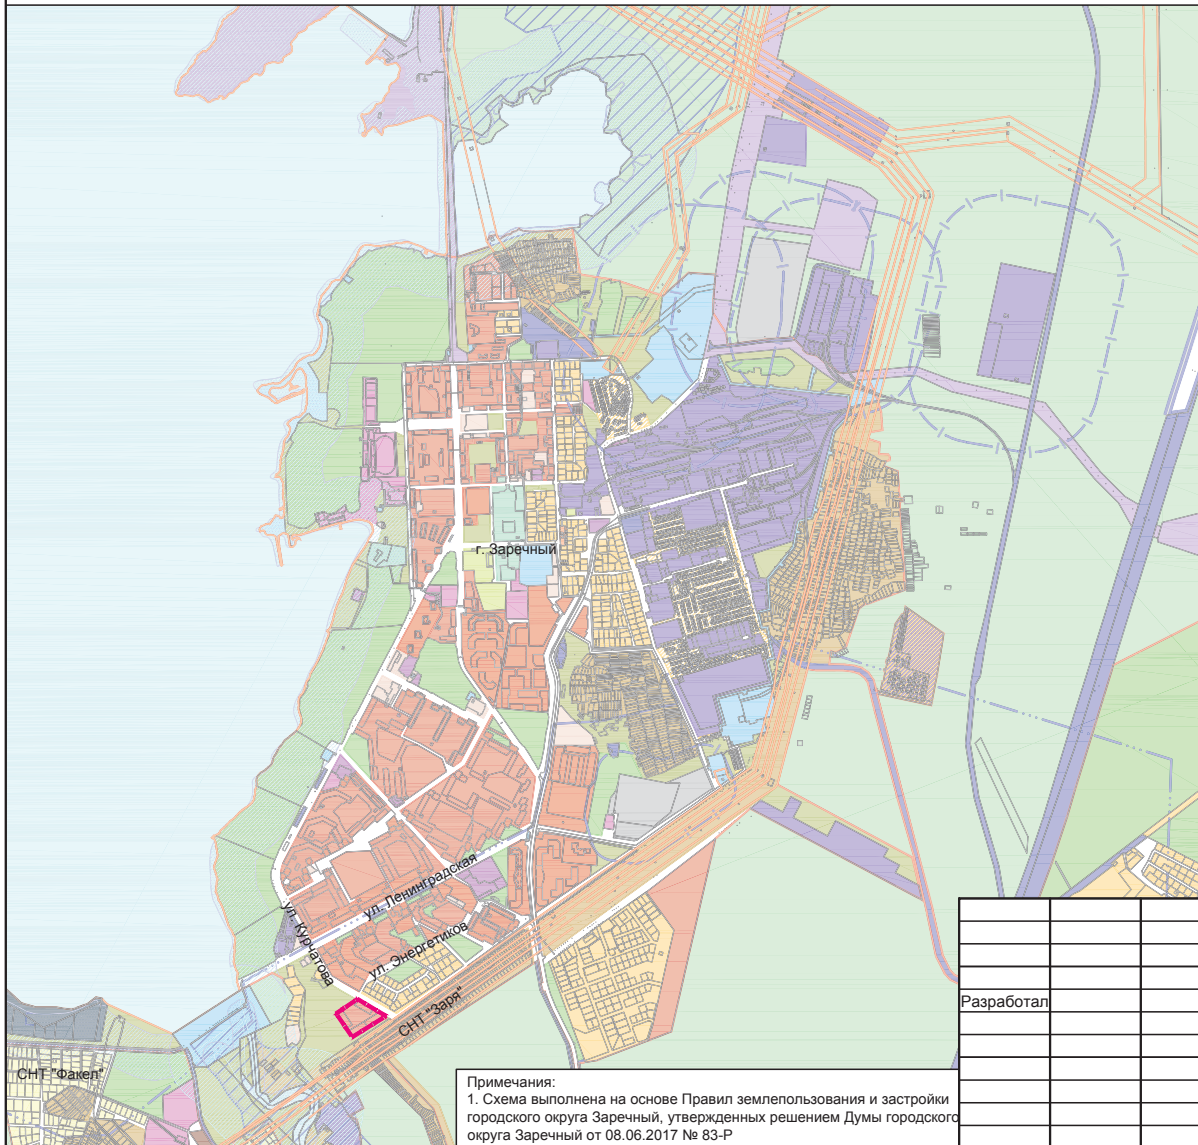 г. Заречный
ул. Ленинградская
ул. Курчатова
ул. Энергетиков
СНТ "Заря"
Разработал
СНТ "Факел"
Примечания:
1. Схема выполнена на основе Правил землепользования и застройки
городского округа Заречный, утвержденных решением Думы городского
округа Заречный от 08.06.2017 № 83-Р